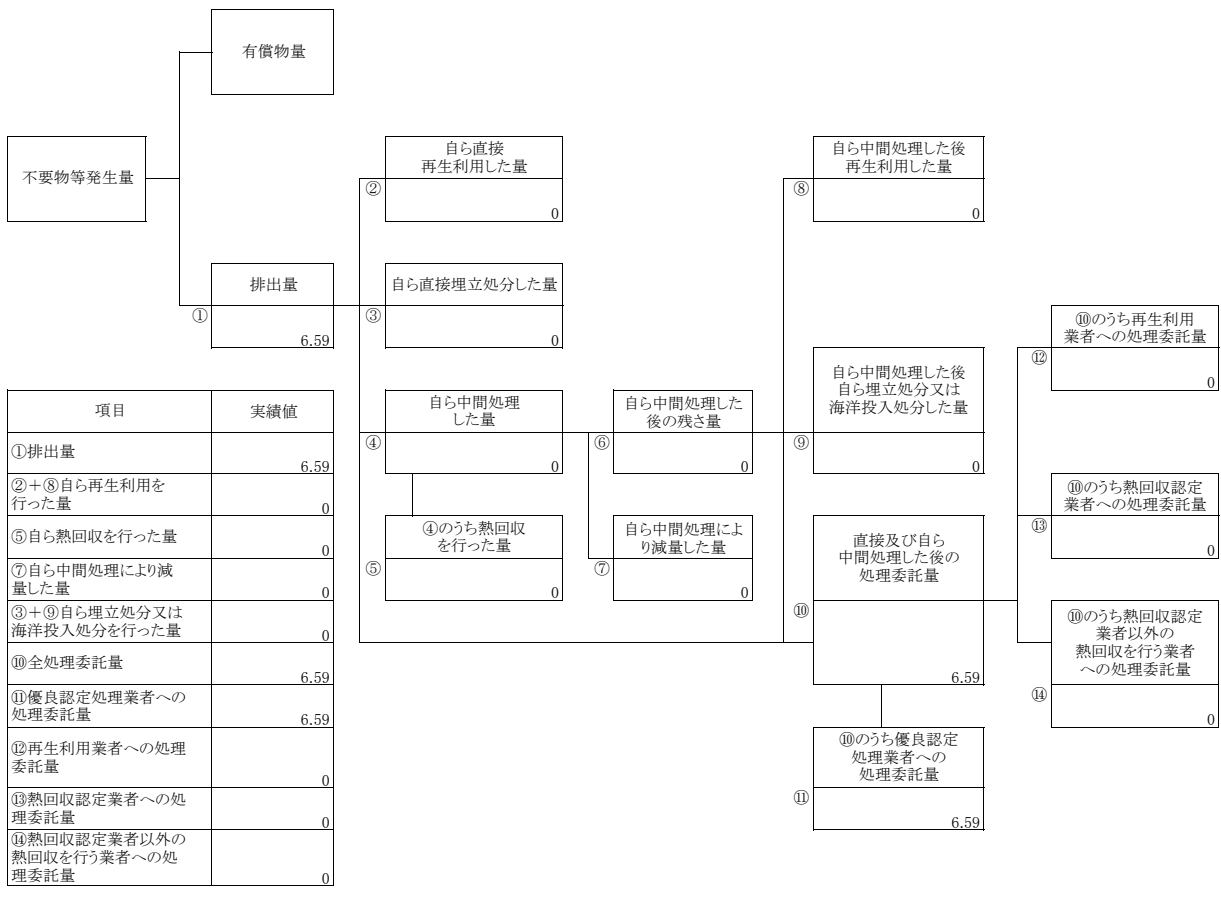 有償物量
不要物等発生量
排出量
①
6.59
自ら直接
再生利用した量
②
0
自ら直接埋立処分した量
③
0
自ら中間処理
した量
④
0
④のうち熱回収
を行った量
⑤
0
自ら中間処理した
後の残さ量
⑥
0
自ら中間処理によ
り減量した量
⑦
0
自ら中間処理した後
再生利用した量
⑧
0
自ら中間処理した後
自ら埋立処分又は
海洋投入処分した量
⑨
0
直接及び自ら
中間処理した後の
処理委託量
⑩
6.59
⑩のうち優良認定
処理業者への
処理委託量
⑪
6.59
⑩のうち再生利用
業者への処理委託量
⑫
0
⑩のうち熱回収認定
業者への処理委託量
⑬
0
⑩のうち熱回収認定
業者以外の
熱回収を行う業者
への処理委託量
⑭
0
項目 実績値
①排出量
6.59
②+⑧自ら再生利用を
行った量
0
⑤自ら熱回収を行った量
0
⑦自ら中間処理により減
量した量
0
③+⑨自ら埋立処分又は
海洋投入処分を行った量
0
⑩全処理委託量
6.59
⑪優良認定処理業者への
処理委託量
6.59
⑫再生利用業者への処理
委託量
0
⑬熱回収認定業者への処
理委託量
0
⑭熱回収認定業者以外の
熱回収を行う業者への処
理委託量
0